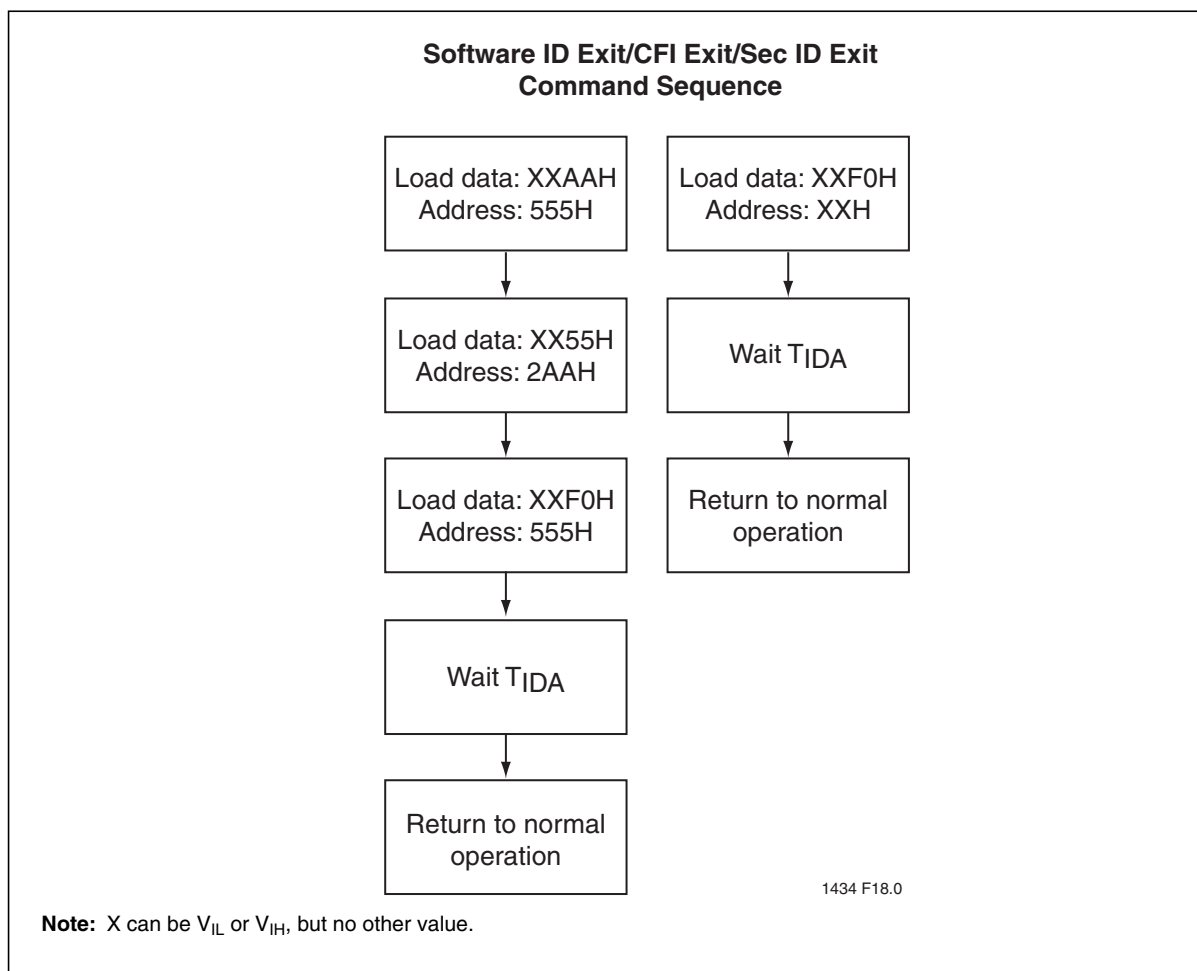 Software ID Exit/CFI Exit/Sec ID Exit
Command Sequence
Load data: XXAAH
Address: 555H
Load data: XX55H
Address: 2AAH
Load data: XXF0H
Address: 555H
Wait TIDA
Return to normal
operation
Load data: XXF0H
Address: XXH
Wait TIDA
Return to normal
operation
1434 F18.0
Note: X can be VIL or VIH, but no other value.